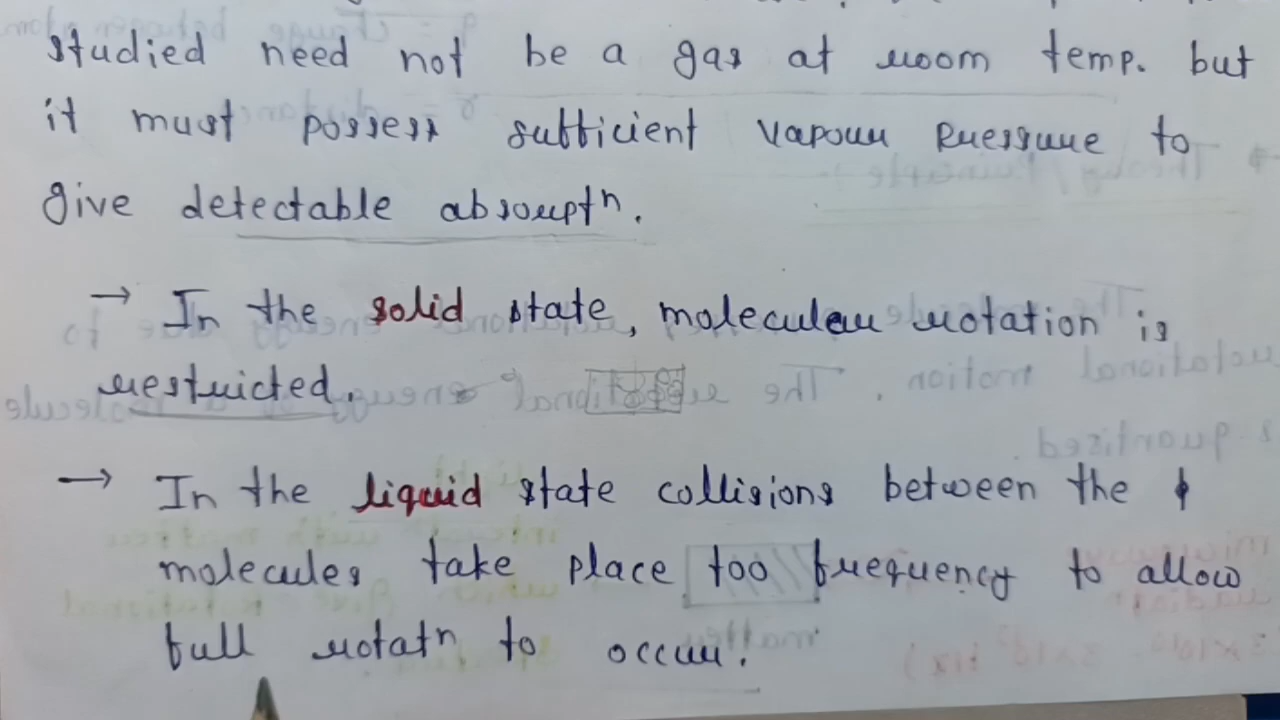 studied need not be a gas at room temp. but
it must possess sufficient vapour pressure to
give detectable absorptⁿ.
→ In the solid state, molecular rotation is
restricted.
→ In the liquid state collisions between the
molecules take place too frequency to allow
full rotatⁿ to occur.